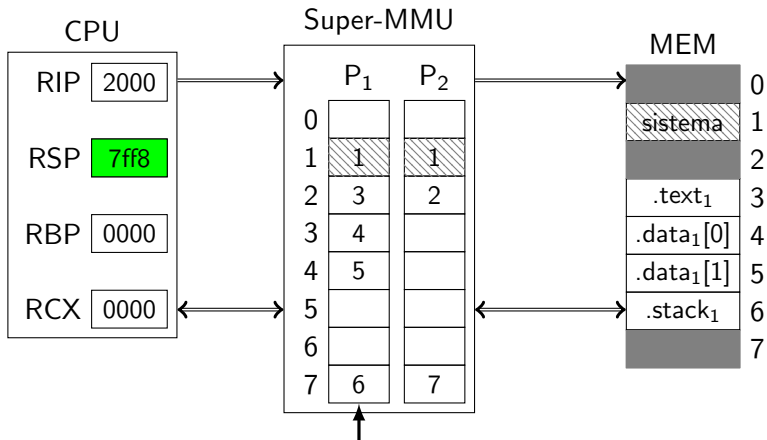 CPU
Super-MMU
MEM
RIP 2000
RSP 7ff8
RBP 0000
RCX 0000
P1 P2
0
1 1 1
2 3 2
3 4
4 5
5
6
7 6 7
0
sistema 1
2
.text1 3
.data1[0] 4
.data1[1] 5
.stack1 6
7